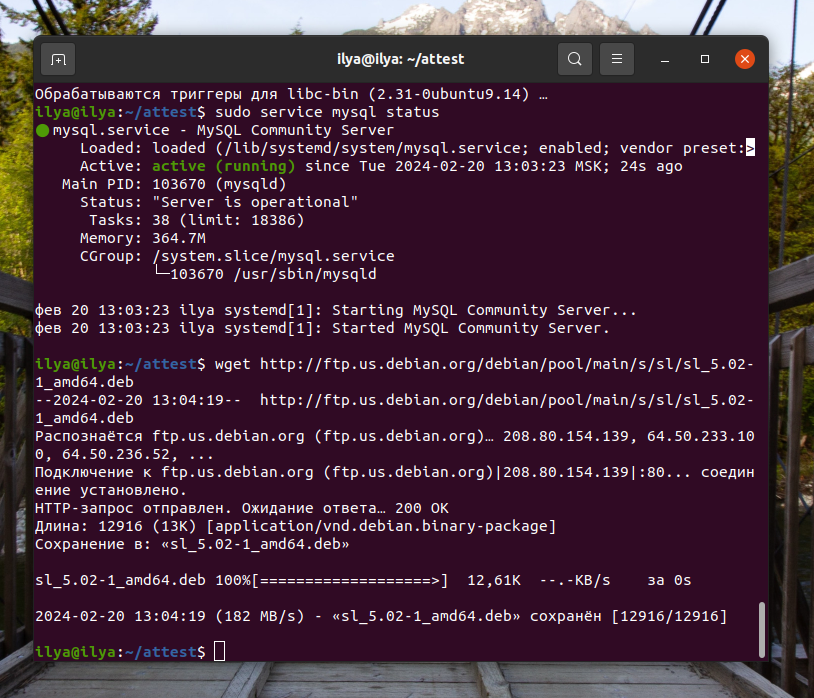 ilya@ilya: ~/attest
Обрабатываются триггеры для libc-bin (2.31-0ubuntu9.14) …
ilya@ilya:~/attest$ sudo service mysql status
mysql.service - MySQL Community Server
Loaded: loaded (/lib/systemd/system/mysql.service; enabled; vendor preset:>
Active: active (running) since Tue 2024-02-20 13:03:23 MSK; 24s ago
Main PID: 103670 (mysqld)
Status: "Server is operational"
Tasks: 38 (limit: 18386)
Memory: 364.7M
CGroup: /system.slice/mysql.service
└─103670 /usr/sbin/mysqld
фев 20 13:03:23 ilya systemd[1]: Starting MySQL Community Server...
фев 20 13:03:23 ilya systemd[1]: Started MySQL Community Server.
ilya@ilya:~/attest$ wget http://ftp.us.debian.org/debian/pool/main/s/sl/sl_5.02-
1_amd64.deb
--2024-02-20 13:04:19--  http://ftp.us.debian.org/debian/pool/main/s/sl/sl_5.02-
1_amd64.deb
Распознаётся ftp.us.debian.org (ftp.us.debian.org)… 208.80.154.139, 64.50.233.10
0, 64.50.236.52, ...
Подключение к ftp.us.debian.org (ftp.us.debian.org)|208.80.154.139|:80... соедин
ение установлено.
HTTP-запрос отправлен. Ожидание ответа… 200 OK
Длина: 12916 (13K) [application/vnd.debian.binary-package]
Сохранение в: «sl_5.02-1_amd64.deb»
sl_5.02-1_amd64.deb 100%[===================>]  12,61K  --.-KB/s    за 0s
2024-02-20 13:04:19 (182 MB/s) - «sl_5.02-1_amd64.deb» сохранён [12916/12916]
ilya@ilya:~/attest$